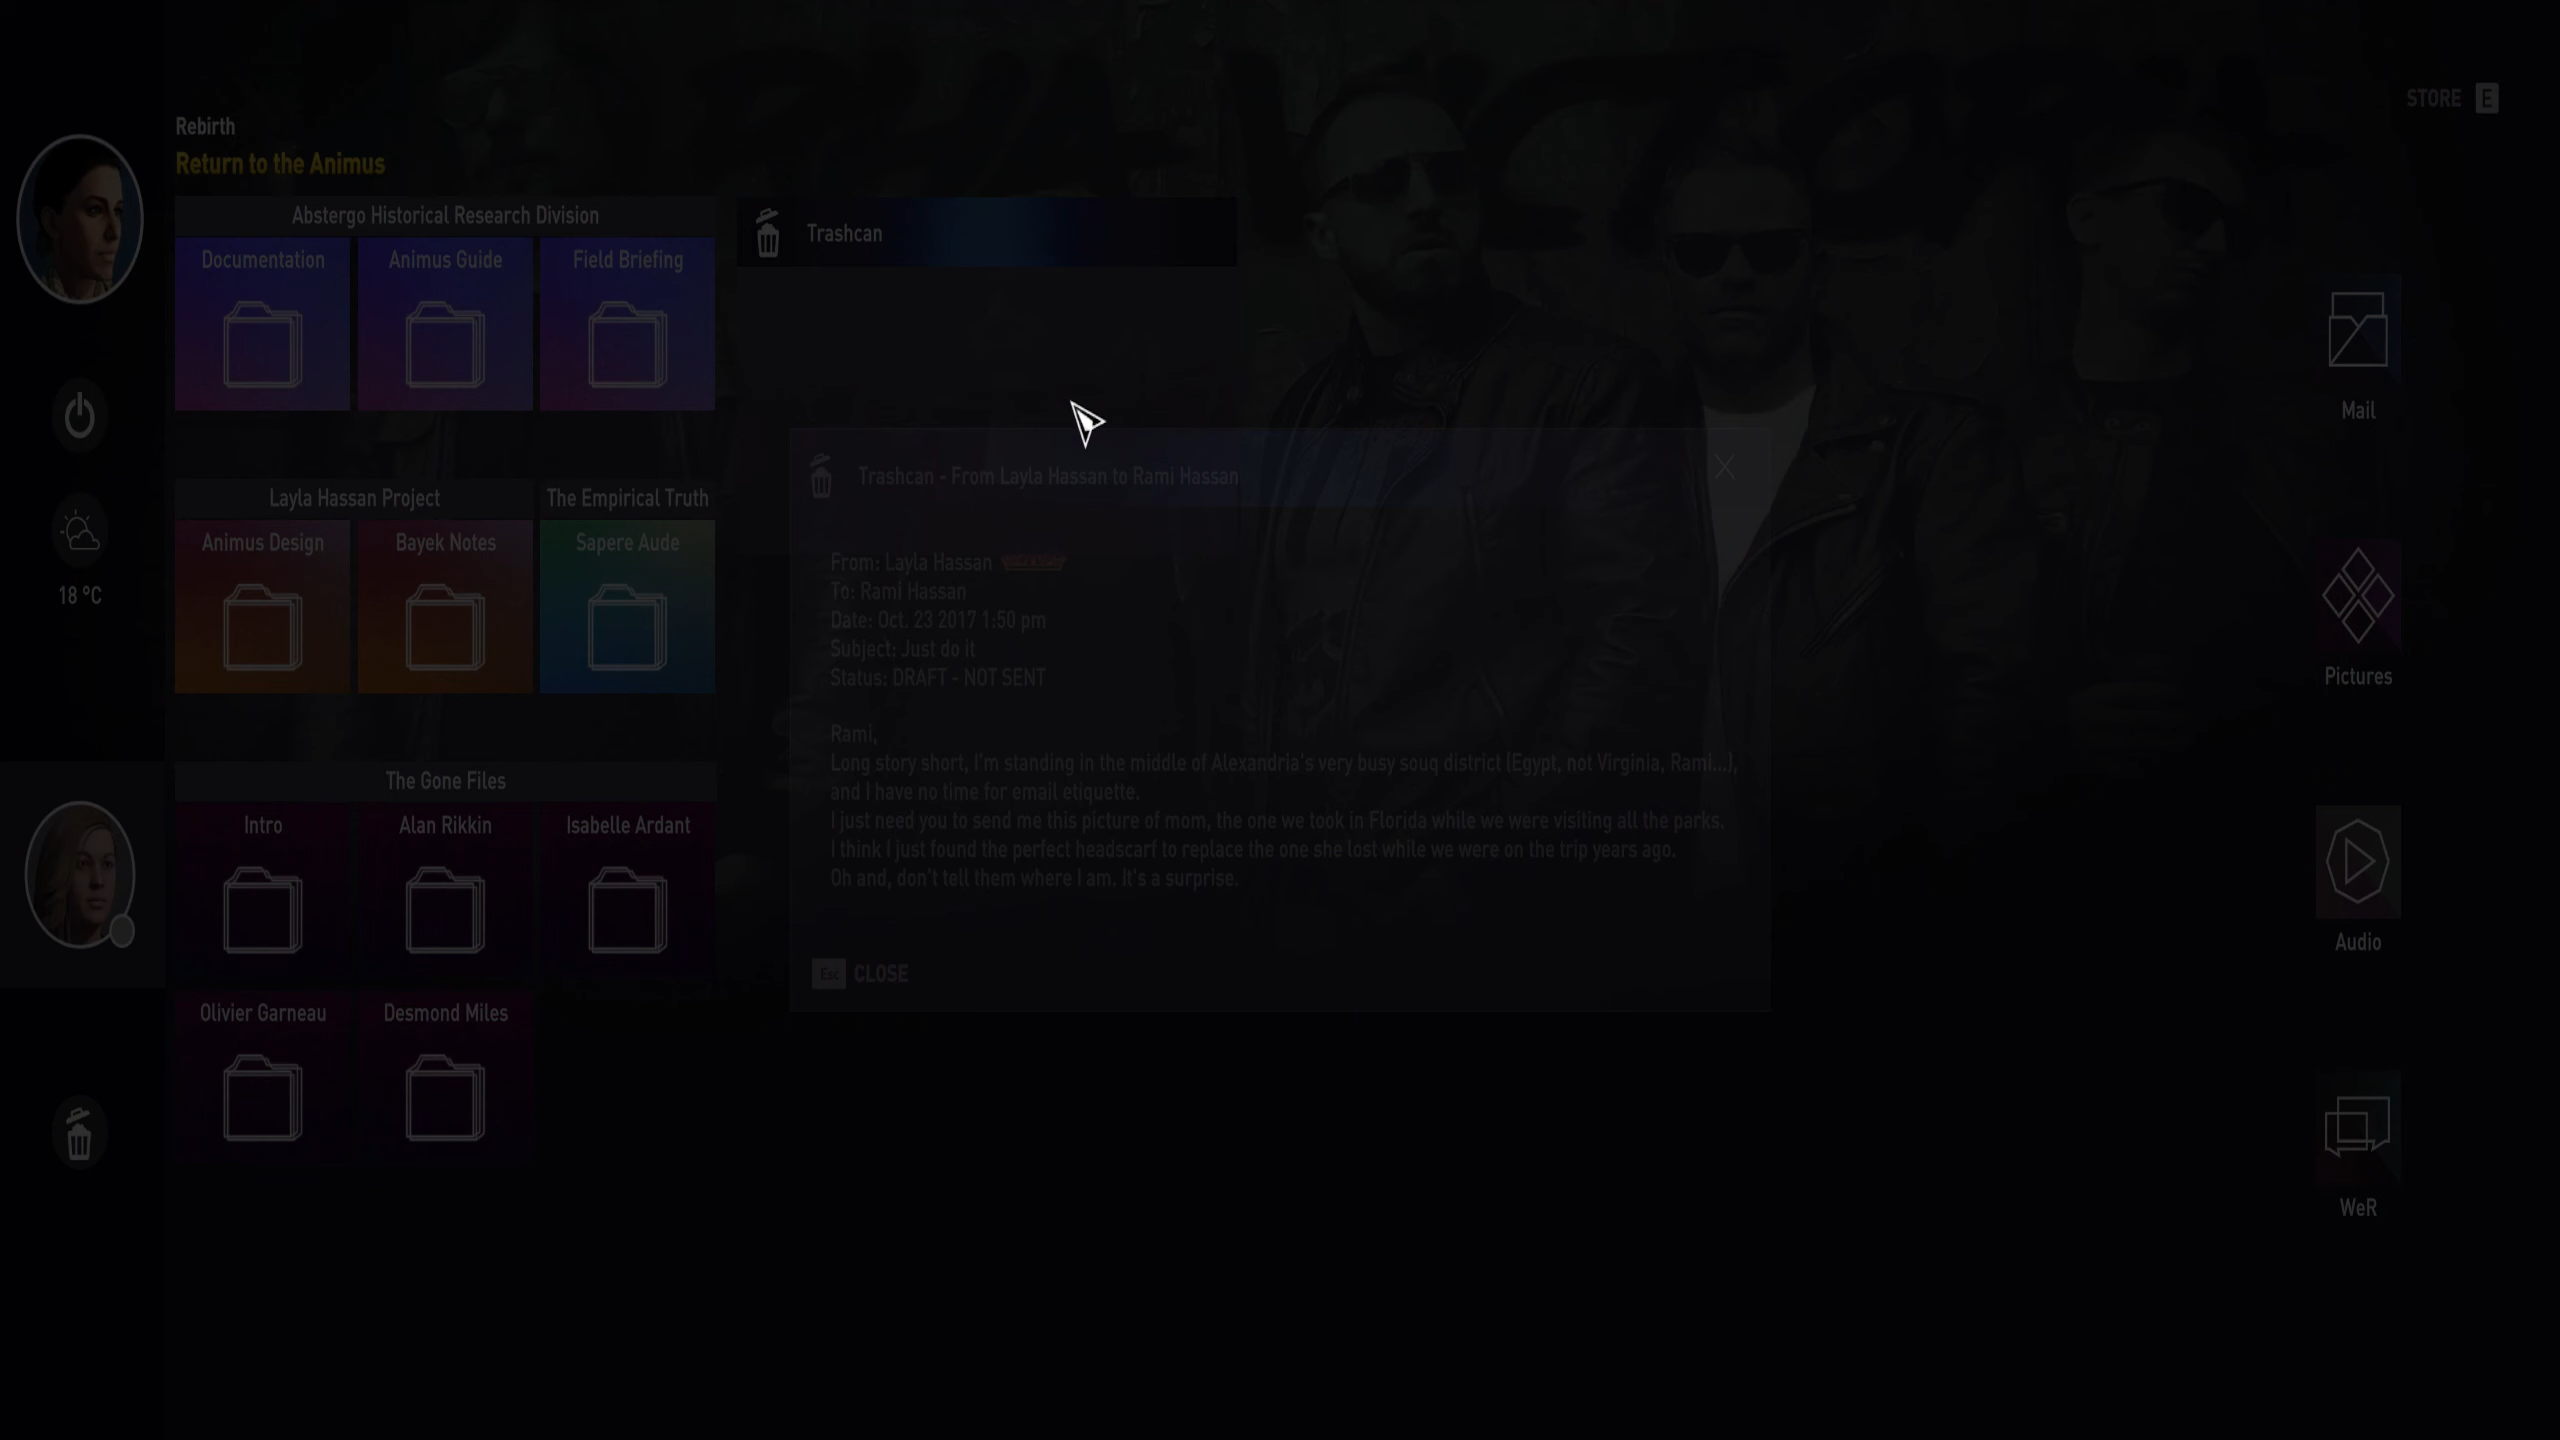 STORE E
Rebirth
Return to the Animus
Abstergo Historical Research Division
Documentation
Animus Guide
Field Briefing
Layla Hassan Project
The Empirical Truth
Animus Design
Bayek Notes
Sapere Aude
The Gone Files
Intro
Alan Rikkin
Isabelle Ardant
Olivier Garneau
Desmond Miles
18 °C
Trashcan
Trashcan - From Layla Hassan to Rami Hassan
From: Layla Hassan
To: Rami Hassan
Date: Oct. 23 2017 1:50 pm
Subject: Just do it
Status: DRAFT - NOT SENT
Rami,
Long story short, I'm standing in the middle of Alexandria's very busy souq district (Egypt, not Virginia, Rami...),
and I have no time for email etiquette.
I just need you to send me this picture of mom, the one we took in Florida while we were visiting all the parks.
I think I just found the perfect headscarf to replace the one she lost while we were on the trip years ago.
Oh and, don't tell them where I am. It's a surprise.
Esc CLOSE
Mail
Pictures
Audio
WeR